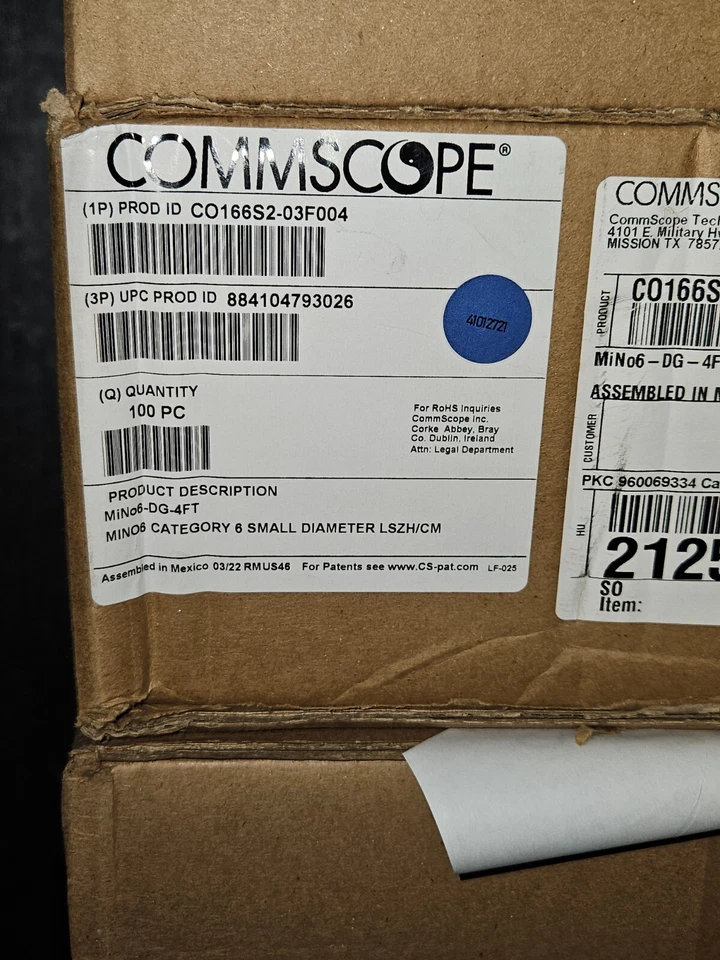 COMMSCOPE®
(1P) PROD ID CO166S2-03F004
(3P) UPC PROD ID 884104793026
41012721
(Q) QUANTITY
100 PC
For RoHS Inquiries
CommScope Inc.
Corke Abbey, Bray
Co. Dublin, Ireland
Attn: Legal Department
PRODUCT DESCRIPTION
MiNo6-DG-4FT
MINO6 CATEGORY 6 SMALL DIAMETER LSZH/CM
Assembled in Mexico 03/22 RMUS46 For Patents see www.CS-pat.com LF-025
COMMS
CommScope Tec
4101 E. Military H
MISSION TX 7857
PRODUCT
CO166S
MiNo6-DG-4F
ASSEMBLED IN
CUSTOMER
PKC 960069334 Ca
HU
2125
SO
Item: